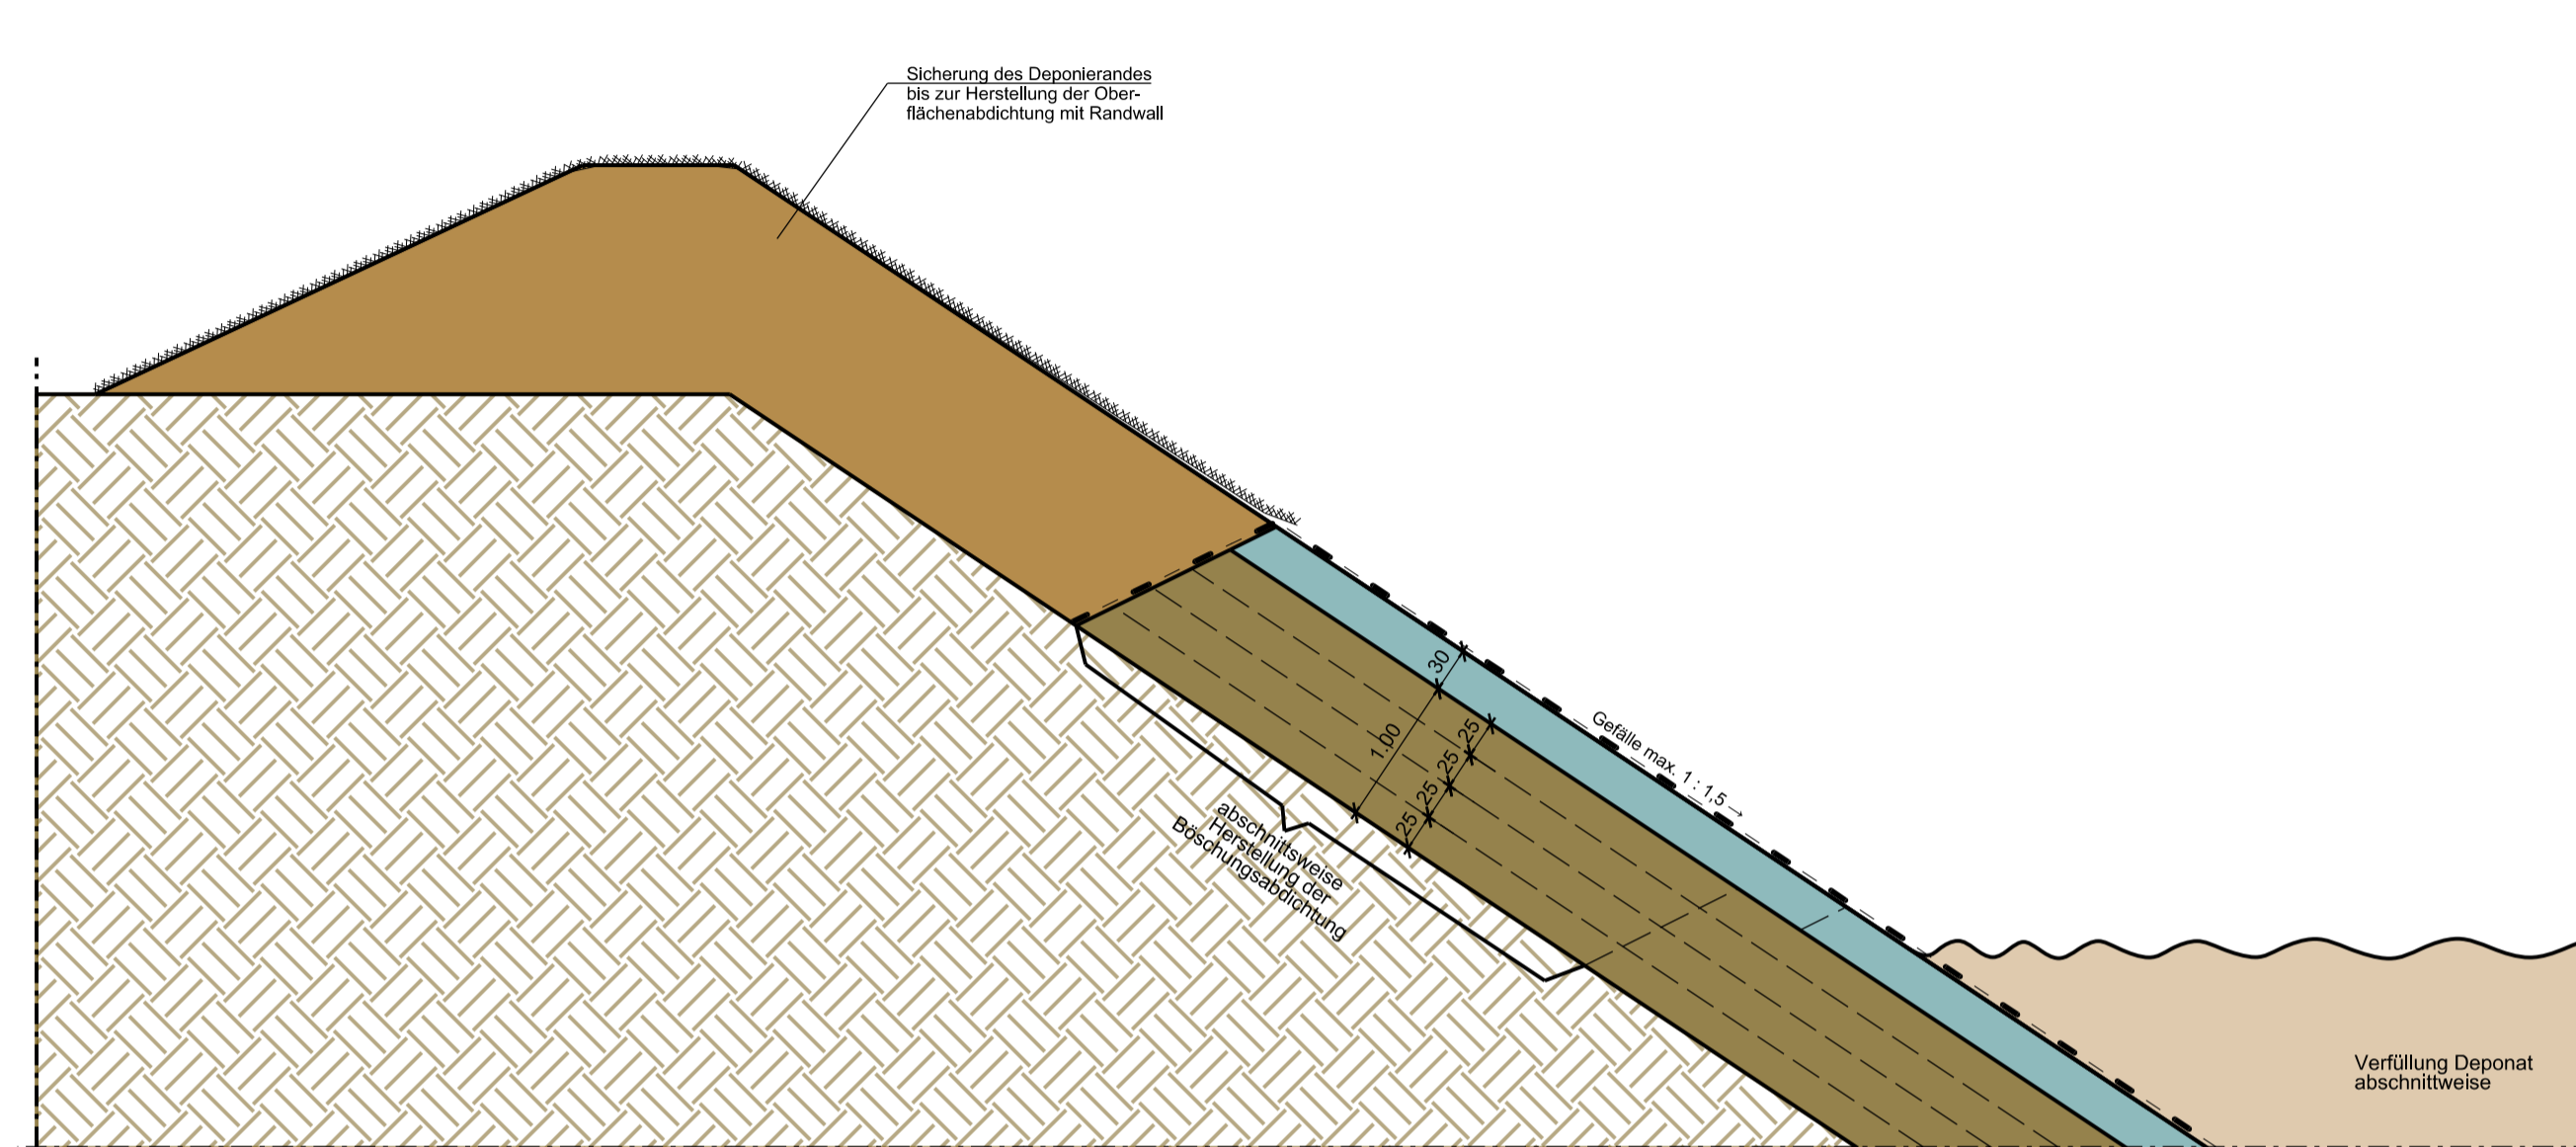 Sicherung des Deponierandes
bis zur Herstellung der Ober-
flächenabdichtung mit Randwall
30
1.00
25
25
25
25
Gefälle max. 1 : 1,5 →
abschnittsweise
Herstellung der
Böschungsabdichtung
Verfüllung Deponat
abschnittweise